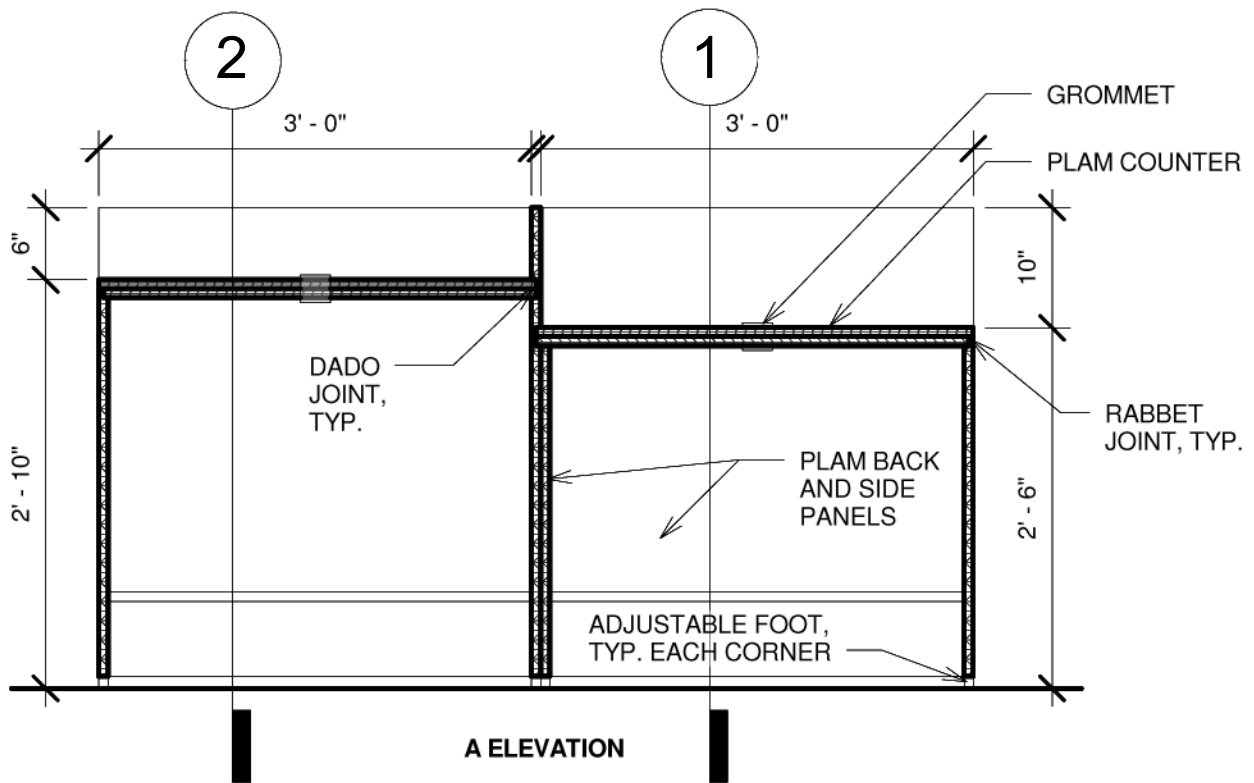 2
1
3' - 0"
3' - 0"
GROMMET
PLAM COUNTER
6"
10"
DADO
JOINT,
TYP.
RABBET
JOINT, TYP.
PLAM BACK
AND SIDE
PANELS
2' - 10"
2' - 6"
ADJUSTABLE FOOT,
TYP. EACH CORNER
A ELEVATION